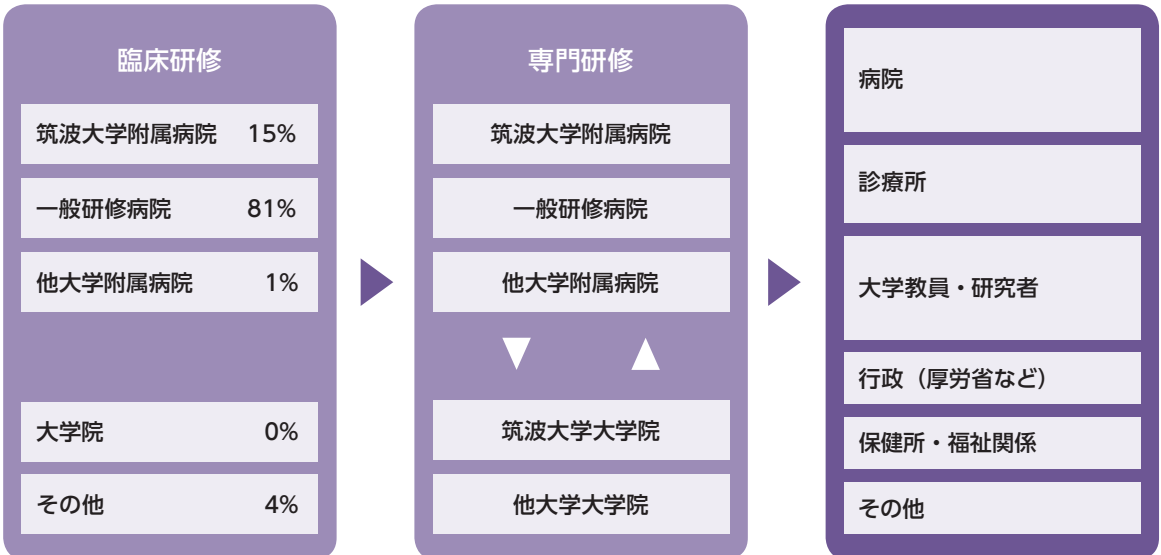 臨床研修
筑波大学附属病院 15%
一般研修病院 81%
他大学附属病院 1%
大学院 0%
その他 4%
専門研修
筑波大学附属病院
一般研修病院
他大学附属病院
筑波大学大学院
他大学大学院
病院
診療所
大学教員・研究者
行政（厚労省など）
保健所・福祉関係
その他